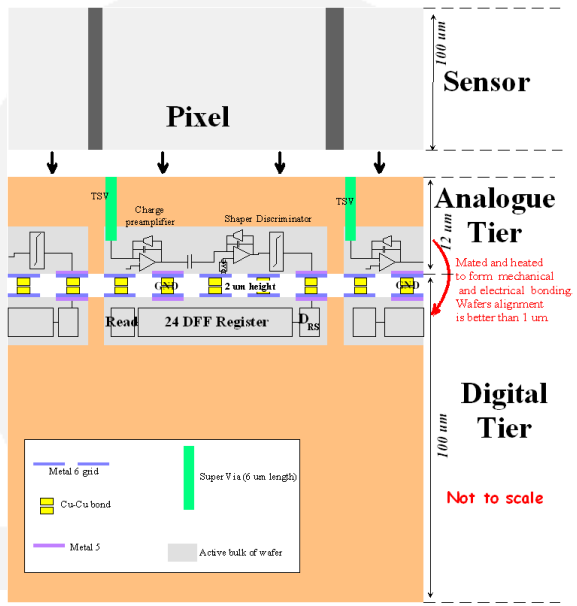 100 um
Sensor
Pixel
TSV
TSV
Charge
preamplifier
Shaper Discriminator
Analogue
Tier
12 um
Mated and heated
to form mechanical
and electrical bonding.
Wafers alignment
is better than 1 um
GND
2 um height
GND
Read
24 DFF Register
D RS
Digital
Tier
100 um
Not to scale
Metal 6 grid
Super Via (6 um length)
Cu-Cu bond
Metal 5
Active bulk of wafer